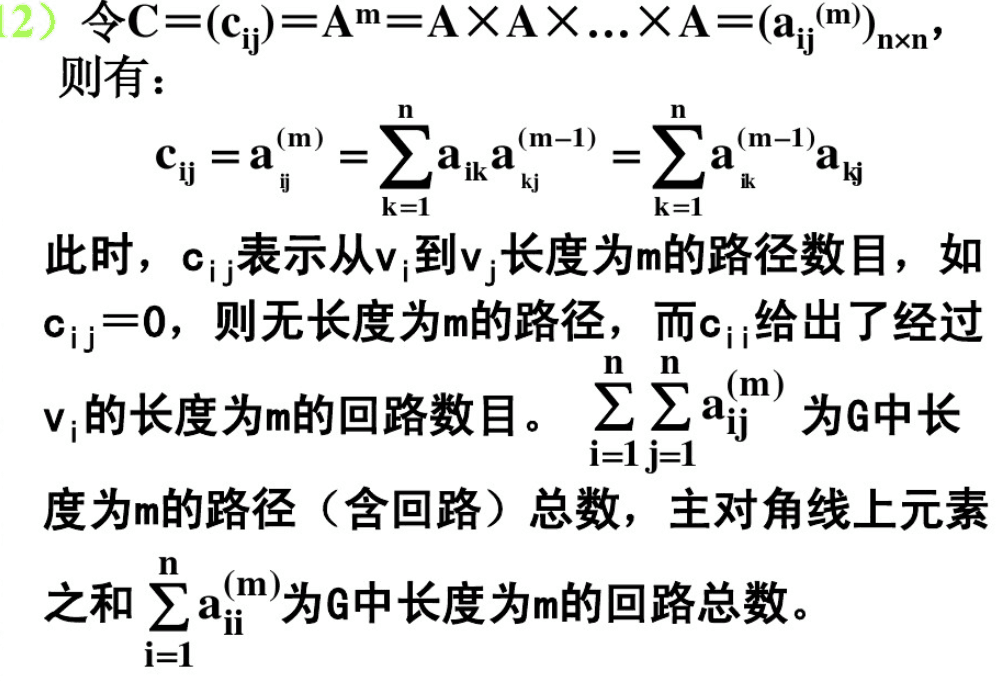 12）令C＝(cij)＝A^m＝A×A×…×A＝(aij^(m))n×n，
则有：
cij = aij^(m) = ∑_{k=1}^{n} aik akj^(m−1) = ∑_{k=1}^{n} aik^(m−1) akj
此时，cij表示从vi到vj长度为m的路径数目，如
cij＝0，则无长度为m的路径，而cii给出了经过
vi的长度为m的回路数目。 ∑_{i=1}^{n} ∑_{j=1}^{n} aij^(m) 为G中长
度为m的路径（含回路）总数，主对角线上元素
之和 ∑_{i=1}^{n} aii^(m) 为G中长度为m的回路总数。